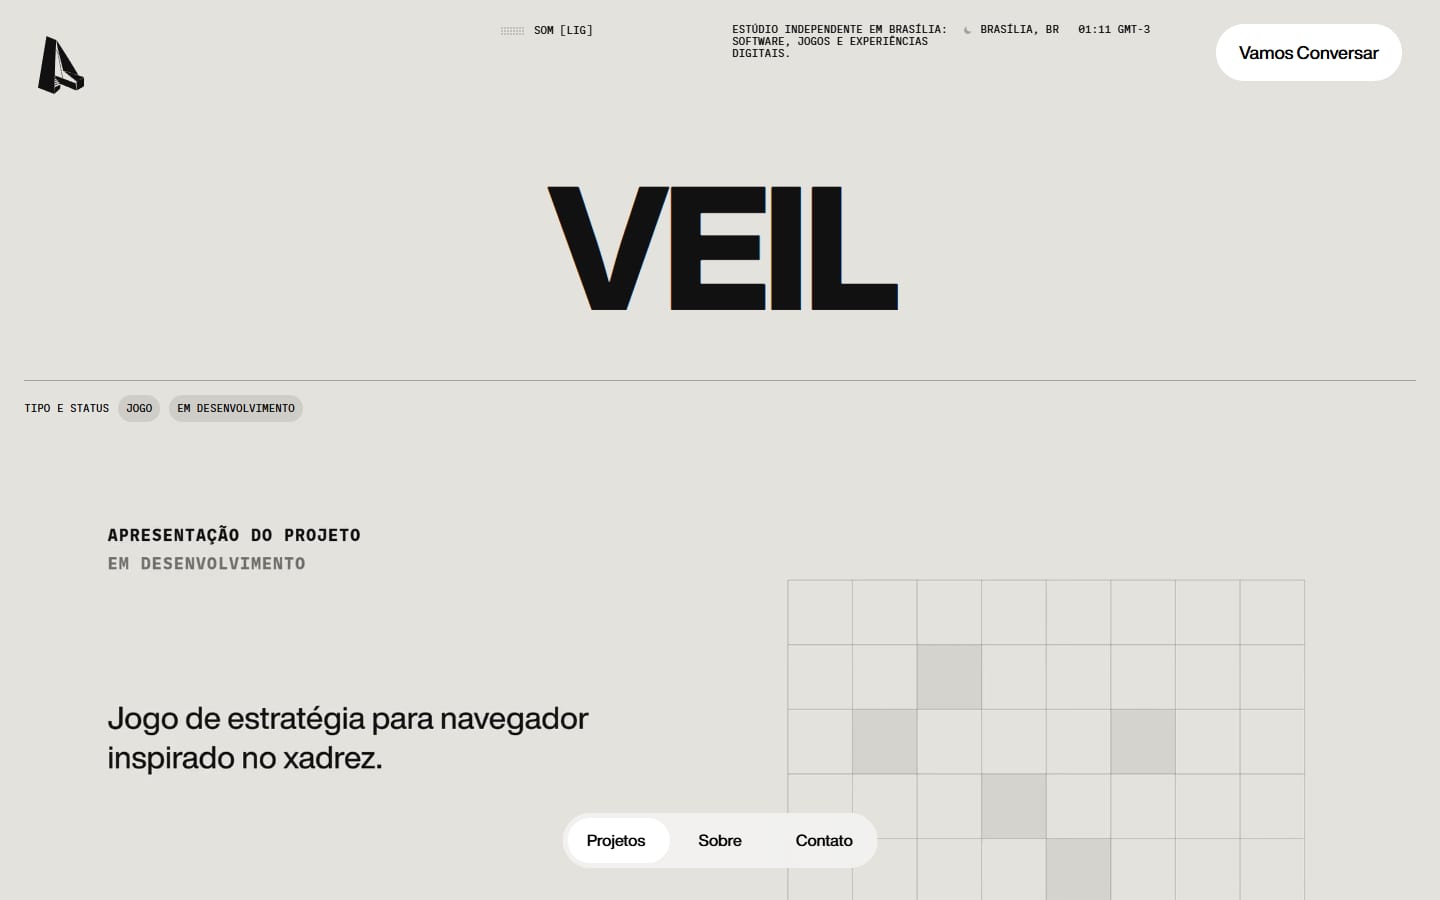 SOM [LIG]
ESTÚDIO INDEPENDENTE EM BRASÍLIA:
SOFTWARE, JOGOS E EXPERIÊNCIAS
DIGITAIS.
BRASÍLIA, BR
01:11 GMT-3
Vamos Conversar
VEIL
TIPO E STATUS
JOGO
EM DESENVOLVIMENTO
APRESENTAÇÃO DO PROJETO
EM DESENVOLVIMENTO
Jogo de estratégia para navegador
inspirado no xadrez.
Projetos
Sobre
Contato